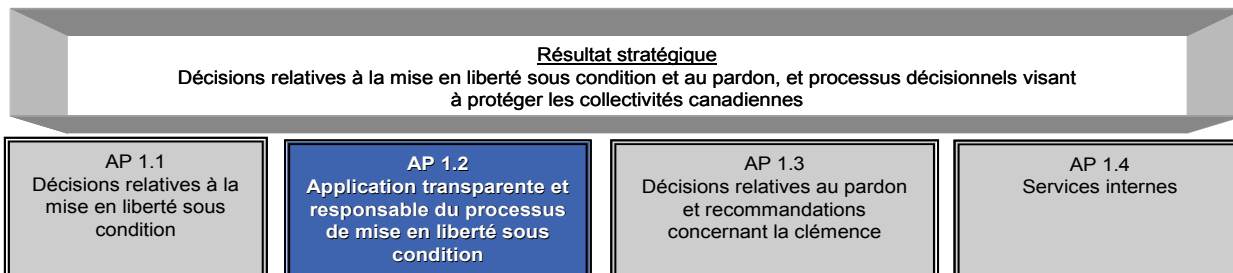 Résultat stratégique
Décisions relatives à la mise en liberté sous condition et au pardon, et processus décisionnels visant
à protéger les collectivités canadiennes
AP 1.1
Décisions relatives à la
mise en liberté sous
condition
AP 1.2
Application transparente et
responsable du processus
de mise en liberté sous
condition
AP 1.3
Décisions relatives au pardon
et recommandations
concernant la clémence
AP 1.4
Services internes